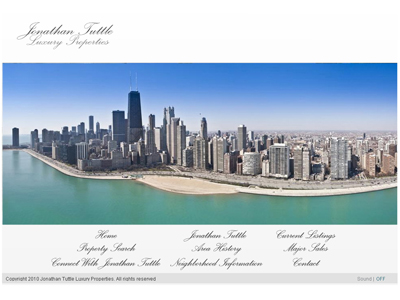 Jonathan Tuttle
Luxury Properties
Home Jonathan Tuttle Current Listings
Property Search Area History Major Sales
Connect With Jonathan Tuttle Neighborhood Information Contact
Copyright 2010 Jonathan Tuttle Luxury Properties. All rights reserved Sound | OFF